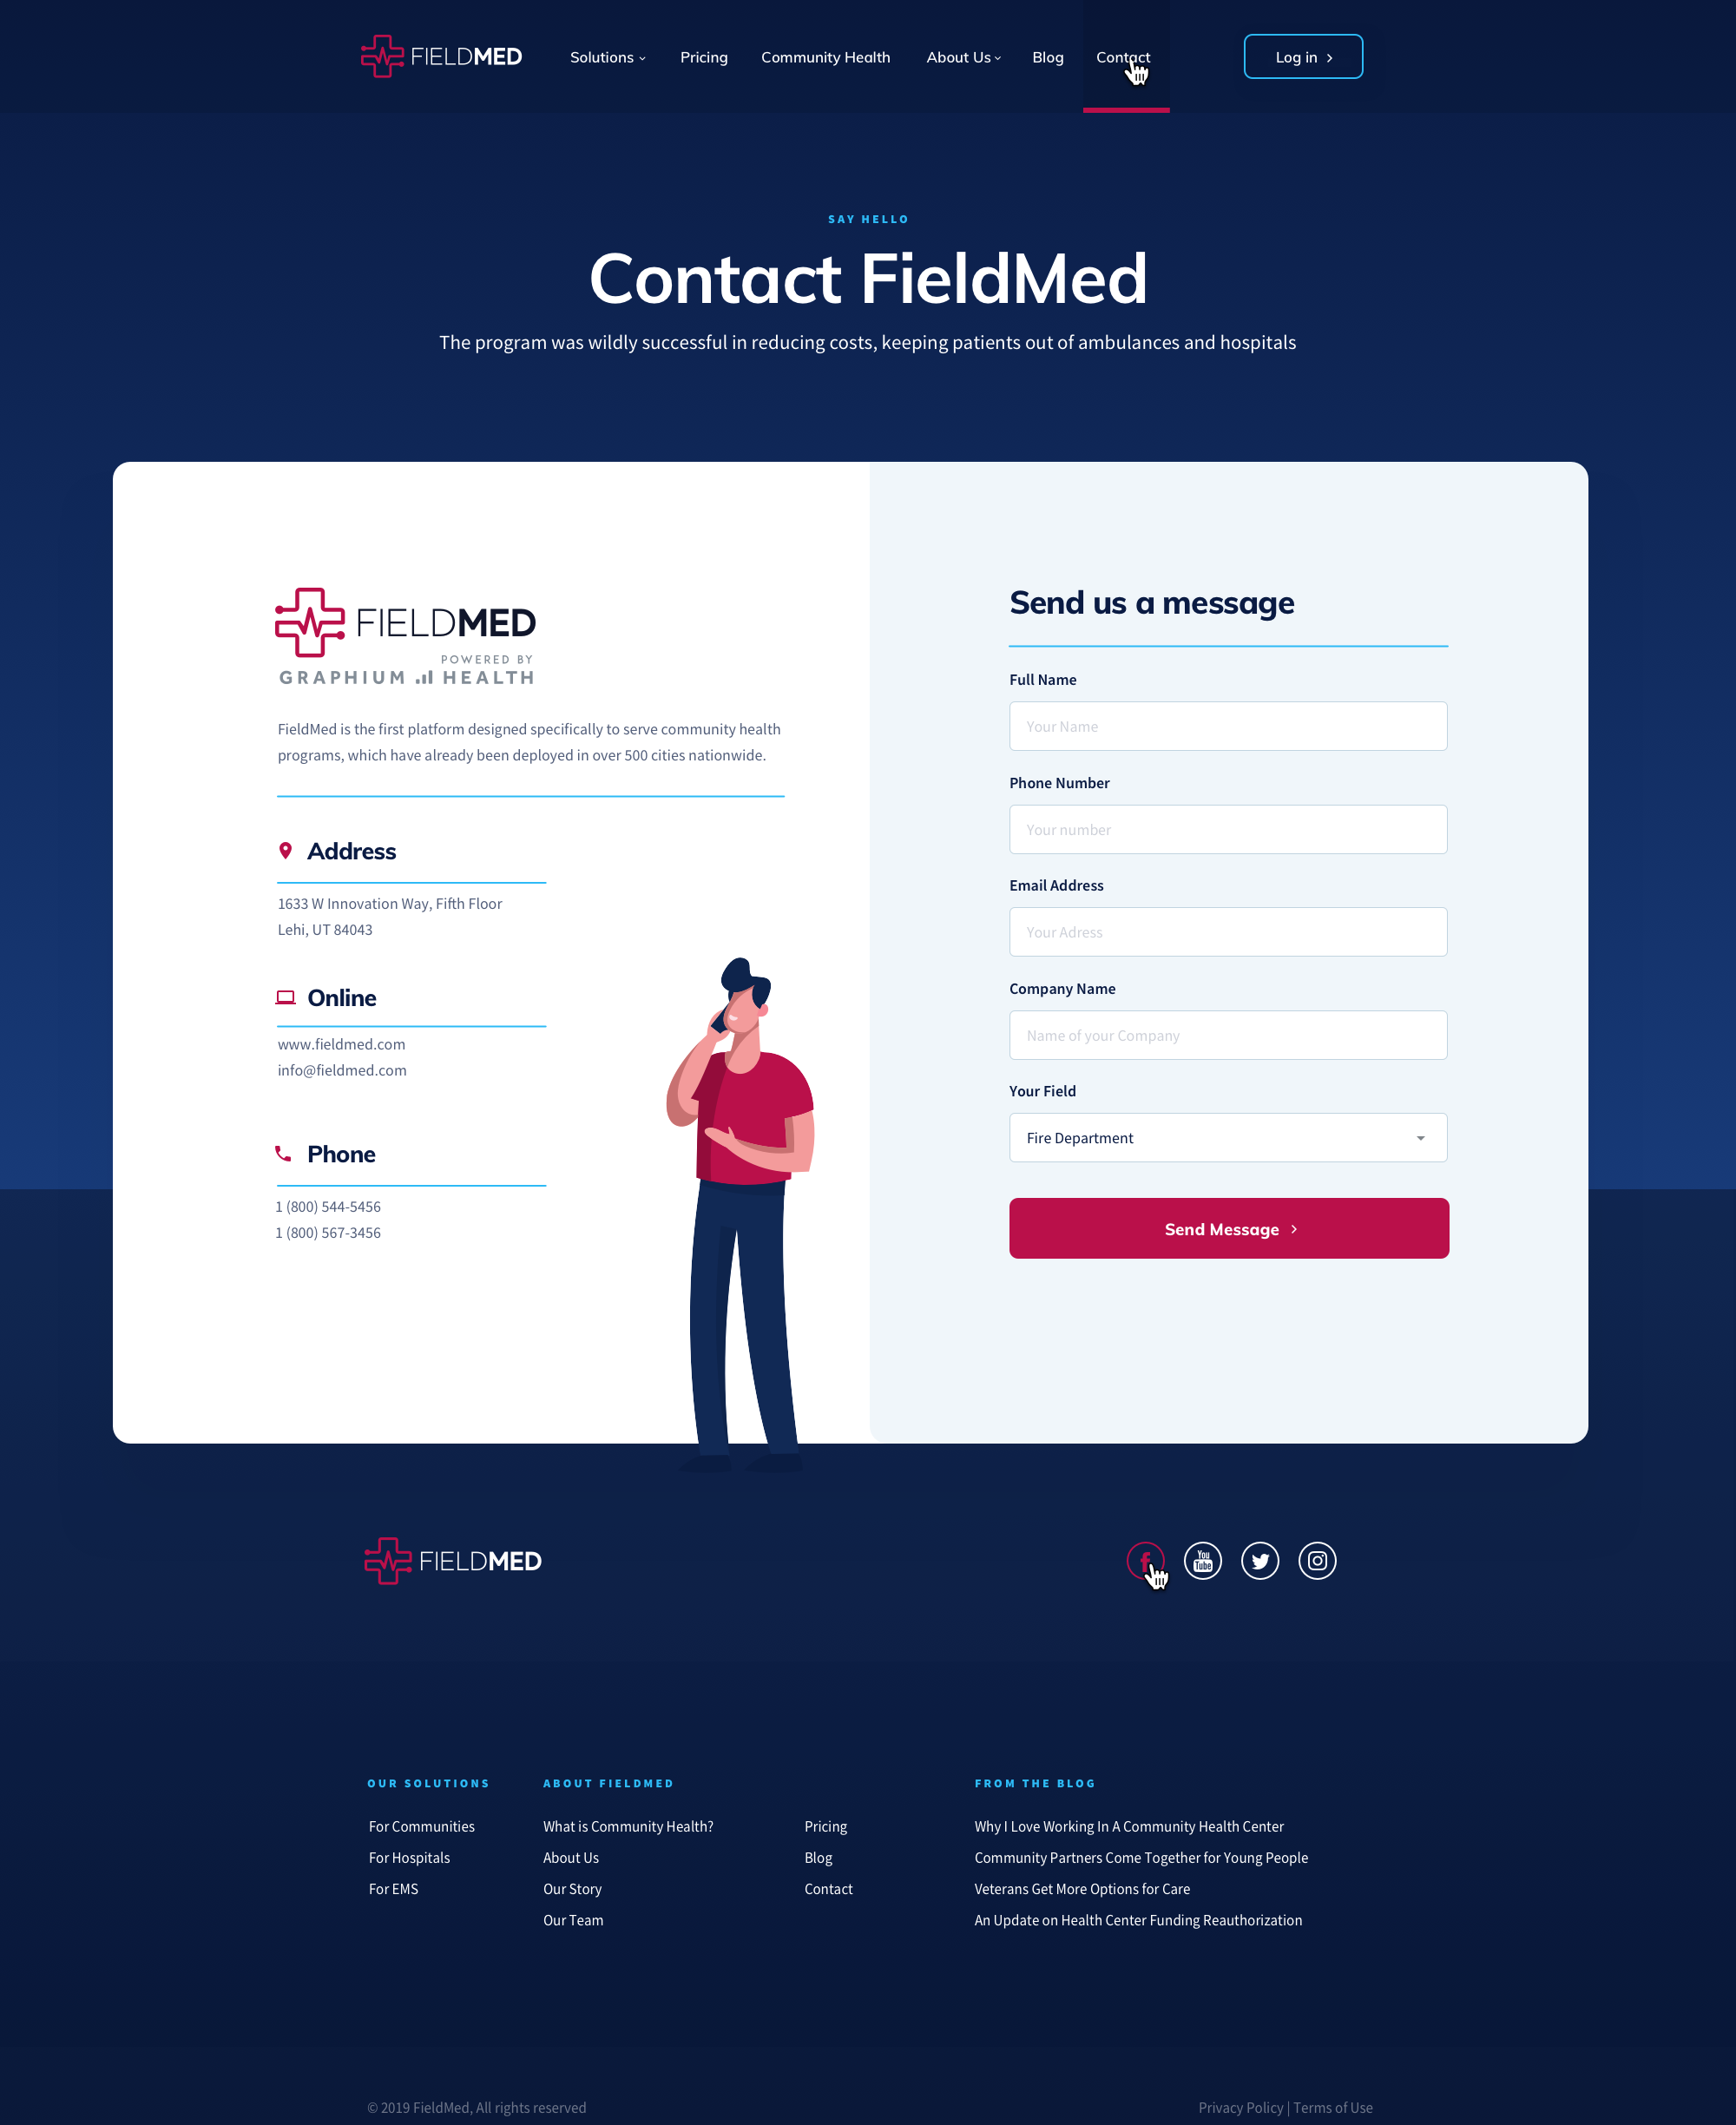 FIELDMED
Solutions
Pricing
Community Health
About Us
Blog
Contact
Log in
SAY HELLO
Contact FieldMed
The program was wildly successful in reducing costs, keeping patients out of ambulances and hospitals
FIELDMED
POWERED BY
GRAPHIUM HEALTH
FieldMed is the first platform designed specifically to serve community health
programs, which have already been deployed in over 500 cities nationwide.
Address
1633 W Innovation Way, Fifth Floor
Lehi, UT 84043
Online
www.fieldmed.com
info@fieldmed.com
Phone
1 (800) 544-5456
1 (800) 567-3456
Send us a message
Full Name
Your Name
Phone Number
Your number
Email Address
Your Adress
Company Name
Name of your Company
Your Field
Fire Department
Send Message
FIELDMED
You
Tube
OUR SOLUTIONS
For Communities
For Hospitals
For EMS
ABOUT FIELDMED
What is Community Health?
About Us
Our Story
Our Team
Pricing
Blog
Contact
FROM THE BLOG
Why I Love Working In A Community Health Center
Community Partners Come Together for Young People
Veterans Get More Options for Care
An Update on Health Center Funding Reauthorization
© 2019 FieldMed, All rights reserved
Privacy Policy | Terms of Use